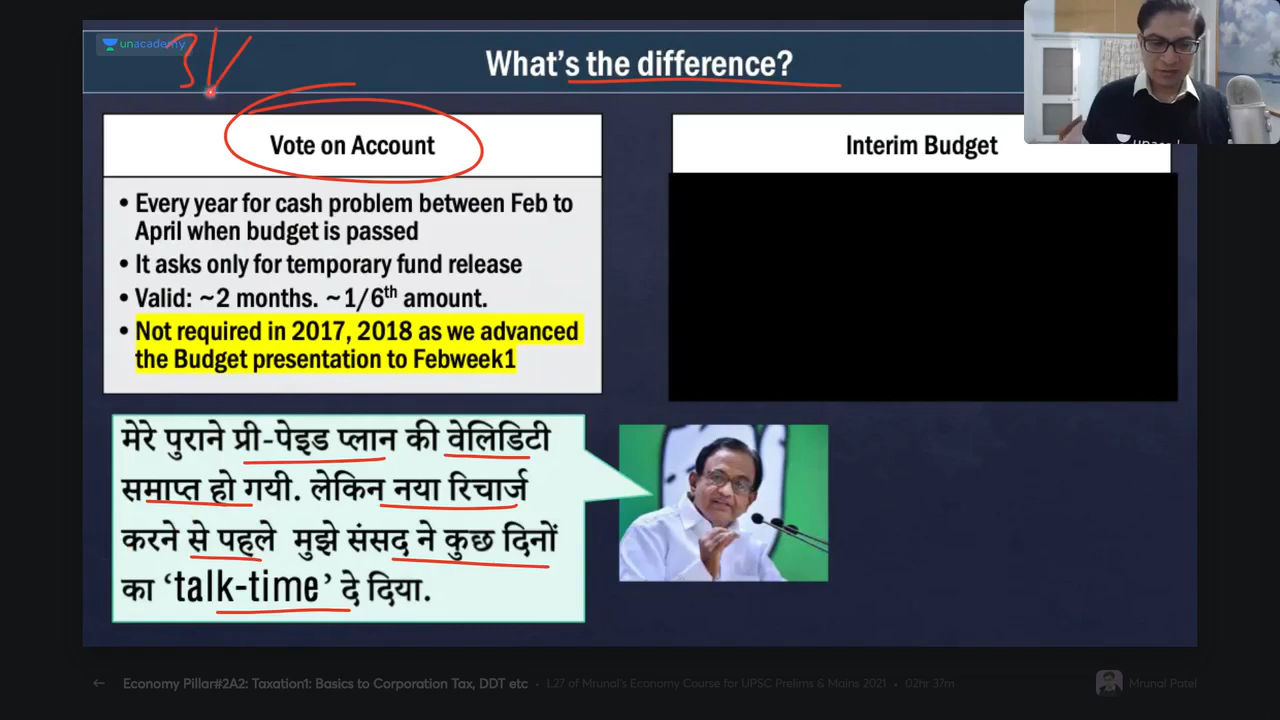 unacademy
3V
What's the difference?
Vote on Account
• Every year for cash problem between Feb to
April when budget is passed
• It asks only for temporary fund release
• Valid: ~2 months. ~1/6th amount.
• Not required in 2017, 2018 as we advanced
the Budget presentation to Febweek1
Interim Budget
मेरे पुराने प्री-पेइड प्लान की वेलिडिटी
समाप्त हो गयी. लेकिन नया रिचार्ज
करने से पहले मुझे संसद ने कुछ दिनों
का ‘talk-time’ दे दिया.
← Economy Pillar#2A2: Taxation1: Basics to Corporation Tax, DDT etc • L27 of Mrunal's Economy Course for UPSC Prelims & Mains 2021 • 02hr 37m
Mrunal Patel